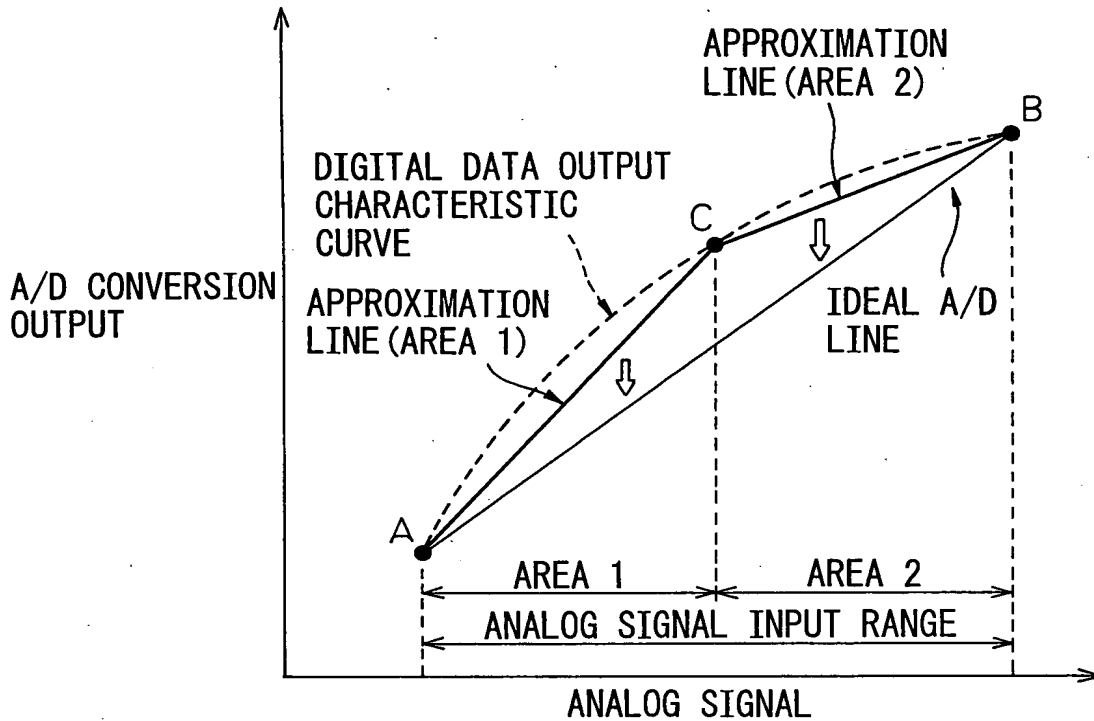 APPROXIMATION
LINE(AREA 2)
B
DIGITAL DATA OUTPUT
CHARACTERISTIC
CURVE
C
A/D CONVERSION
OUTPUT
APPROXIMATION
LINE(AREA 1)
IDEAL A/D
LINE
A
AREA 1
AREA 2
ANALOG SIGNAL INPUT RANGE
ANALOG SIGNAL